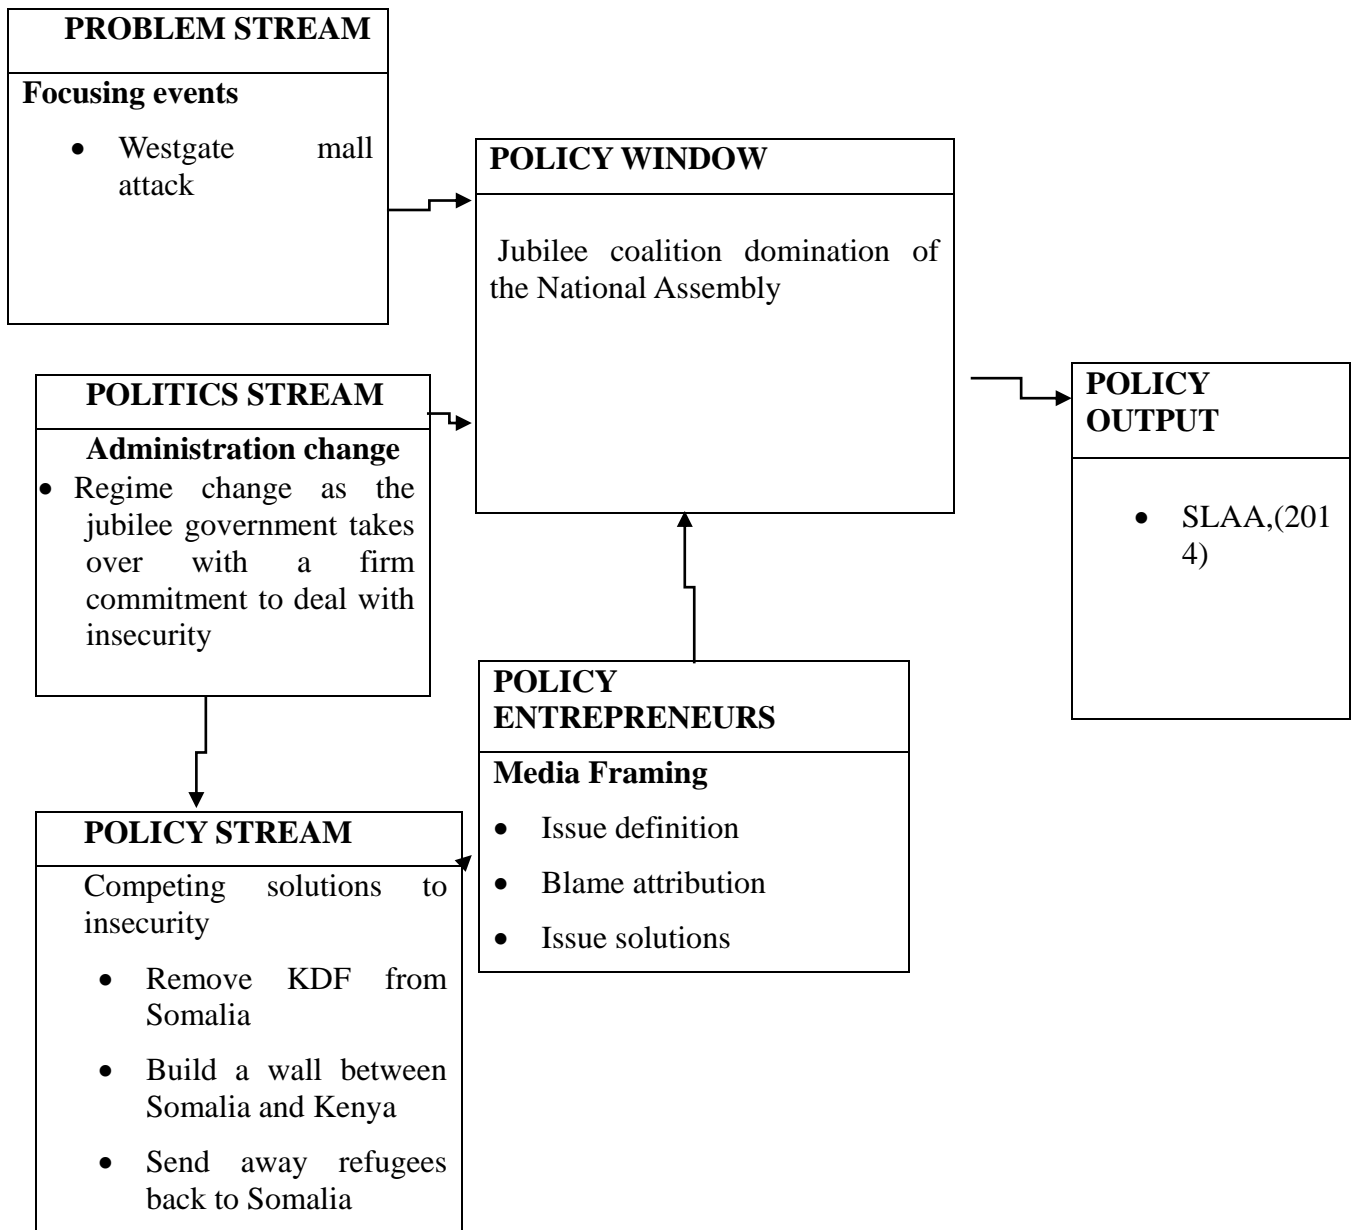 PROBLEM STREAM
Focusing events
• Westgate mall
attack
POLICY WINDOW
Jubilee coalition domination of
the National Assembly
POLITICS STREAM
Administration change
• Regime change as the
jubilee government takes
over with a firm
commitment to deal with
insecurity
POLICY
OUTPUT
• SLAA,(201
4)
POLICY
ENTREPRENEURS
Media Framing
• Issue definition
• Blame attribution
• Issue solutions
POLICY STREAM
Competing solutions to
insecurity
• Remove KDF from
Somalia
• Build a wall between
Somalia and Kenya
• Send away refugees
back to Somalia